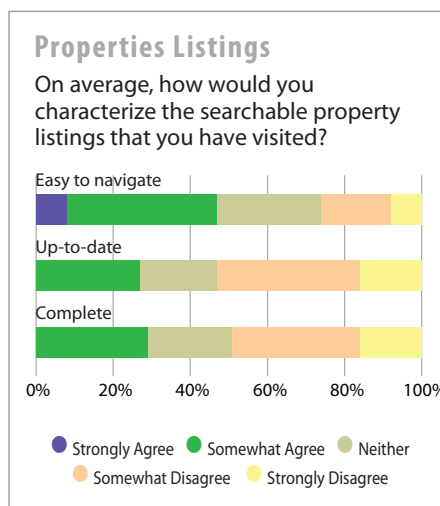 Properties Listings
On average, how would you
characterize the searchable property
listings that you have visited?
Easy to navigate
Up-to-date
Complete
0% 20% 40% 60% 80% 100%
Strongly Agree Somewhat Agree Neither
Somewhat Disagree Strongly Disagree